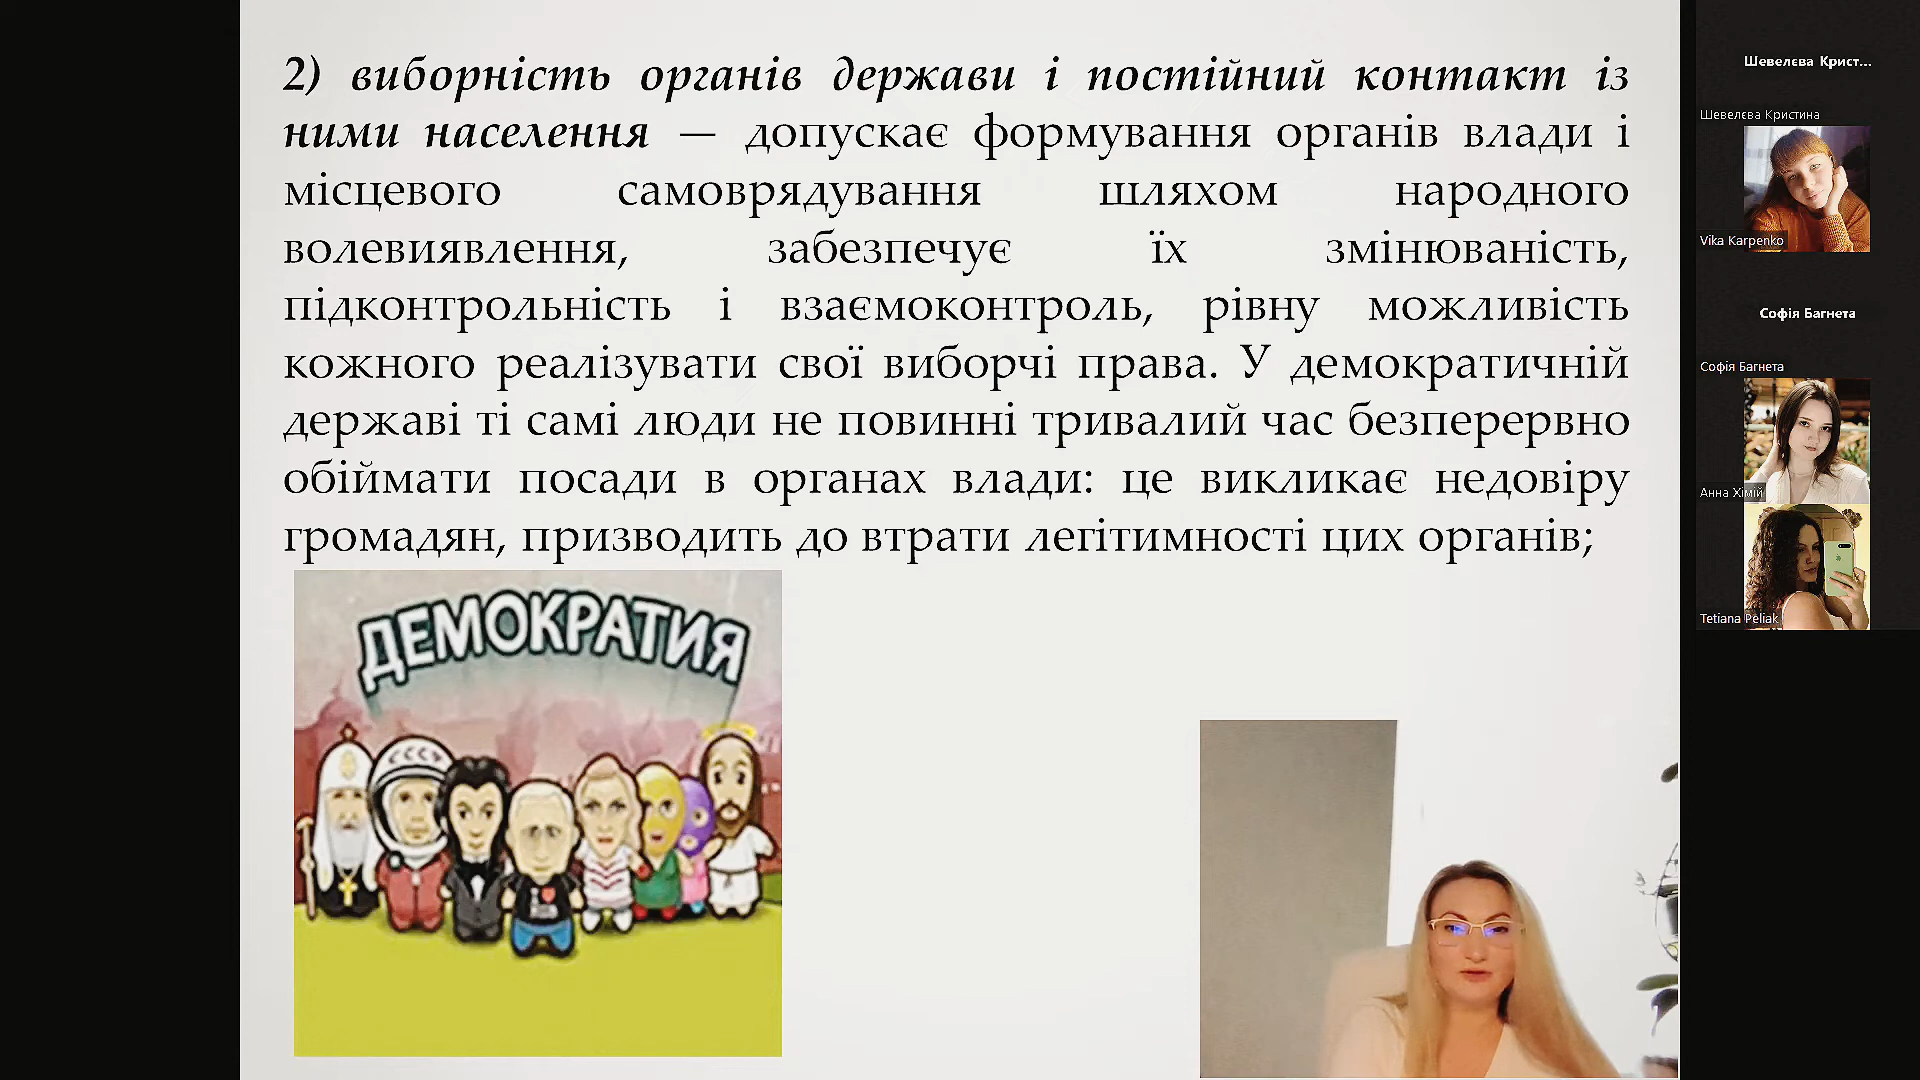 2) виборність органів держави і постійний контакт із
ними населення — допускає формування органів влади і
місцевого самоврядування шляхом народного
волевиявлення, забезпечує їх змінюваність,
підконтрольність і взаємоконтроль, рівну можливість
кожного реалізувати свої виборчі права. У демократичній
державі ті самі люди не повинні тривалий час безперервно
обіймати посади в органах влади: це викликає недовіру
громадян, призводить до втрати легітимності цих органів;
ДЕМОКРАТИЯ
Шевелєва Крист...
Шевелєва Кристина
Vika Karpenko
Софія Багнета
Софія Багнета
Анна Хімій
Tetiana Peliak